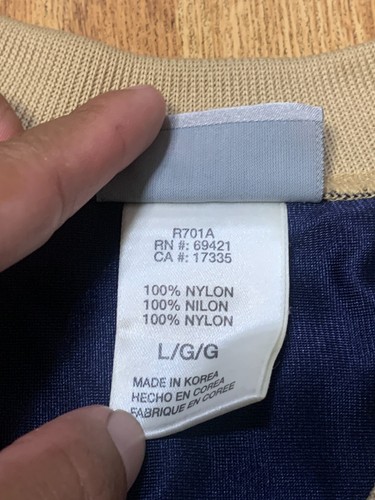 R701A
RN #: 69421
CA #: 17335
100% NYLON
100% NILON
100% NYLON
L/G/G
MADE IN KOREA
HECHO EN COREA
FABRIQUE EN COREE